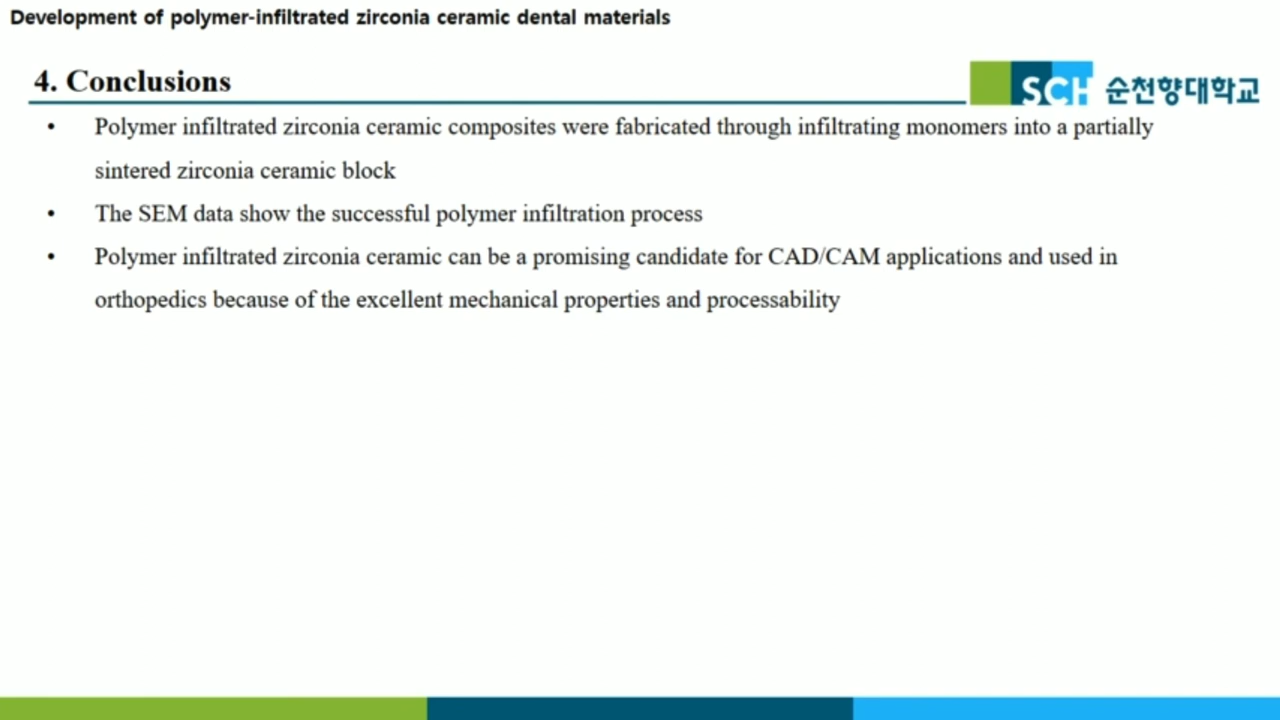 Development of polymer-infiltrated zirconia ceramic dental materials
4. Conclusions
SCH 순천향대학교
• Polymer infiltrated zirconia ceramic composites were fabricated through infiltrating monomers into a partially
sintered zirconia ceramic block
• The SEM data show the successful polymer infiltration process
• Polymer infiltrated zirconia ceramic can be a promising candidate for CAD/CAM applications and used in
orthopedics because of the excellent mechanical properties and processability